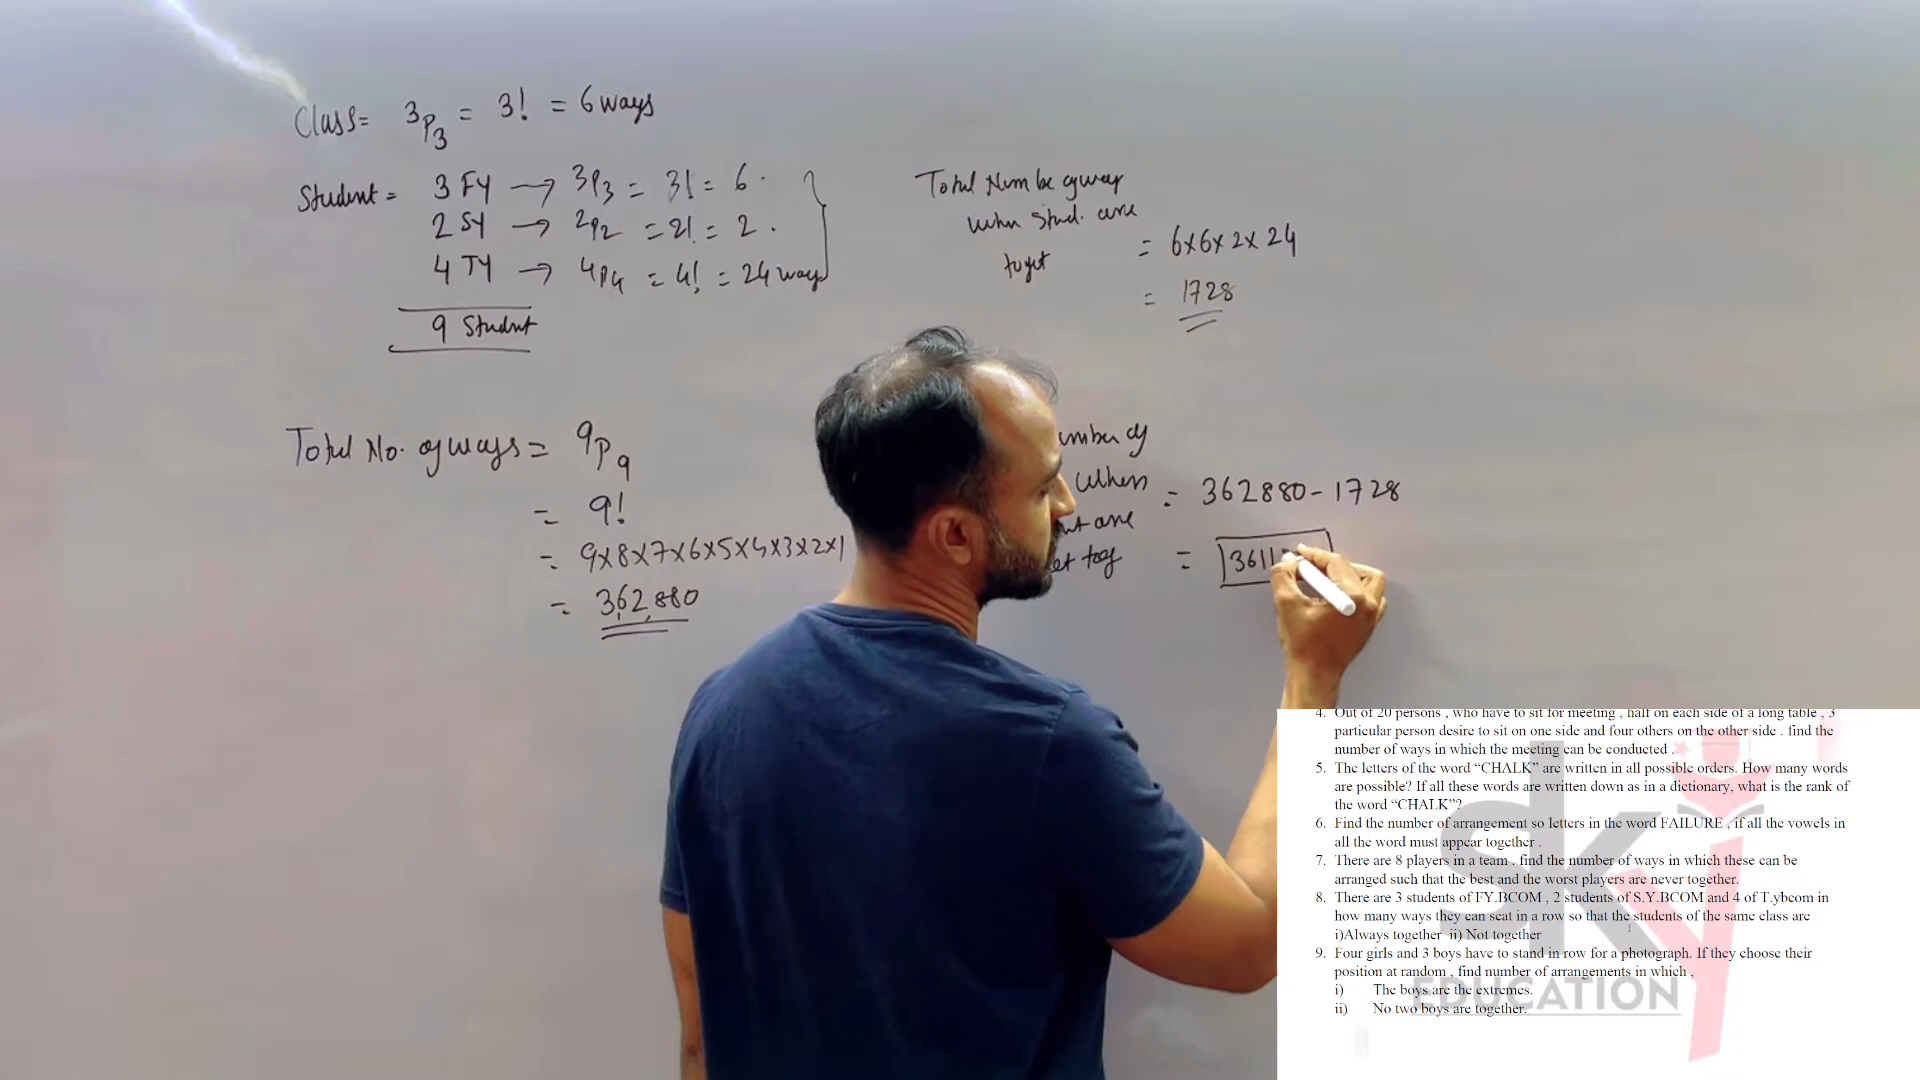 Class = 3P3 = 3! = 6 ways
Student = 3 FY → 3P3 = 3! = 6.
2 SY → 2P2 = 2! = 2.
4 TY → 4P4 = 4! = 24 ways
9 Studnt
Total No. of ways = 9P9
= 9!
= 9x8x7x6x5x4x3x2x1
= 362,880
Total Num
when Stud. are
= 6x6x2x24
= 1728
mber of
When
= 362880-1728
nt are
et tog
= 3611
4. Out of 20 persons , who have to sit for meeting , half on each side of a long table , 3
particular person desire to sit on one side and four others on the other side . find the
number of ways in which the meeting can be conducted .
5. The letters of the word “CHALK” are written in all possible orders. How many words
are possible? If all these words are written down as in a dictionary, what is the rank of
the word “CHALK”?
6. Find the number of arrangement so letters in the word FAILURE , if all the vowels in
all the word must appear together .
7. There are 8 players in a team . find the number of ways in which these can be
arranged such that the best and the worst players are never together.
8. There are 3 students of FY.BCOM , 2 students of S.Y.BCOM and 4 of T.ybcom in
how many ways they can seat in a row so that the students of the same class are
i)Always together ii) Not together
9. Four girls and 3 boys have to stand in row for a photograph. If they choose their
position at random , find number of arrangements in which ,
i) The boys are the extremes.
ii) No two boys are together.
sky
EDUCATION